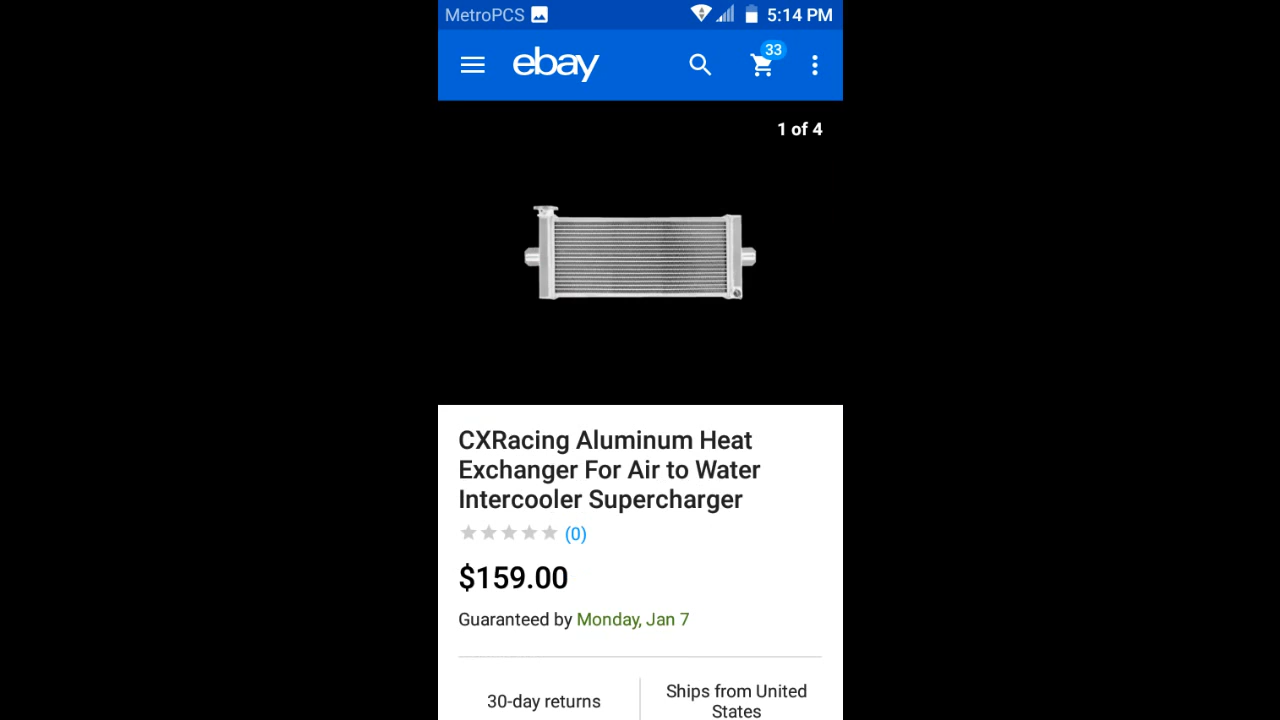 MetroPCS 5:14 PM
ebay 33
1 of 4
CXRacing Aluminum Heat
Exchanger For Air to Water
Intercooler Supercharger
(0)
$159.00
Guaranteed by Monday, Jan 7
30-day returns
Ships from United
States